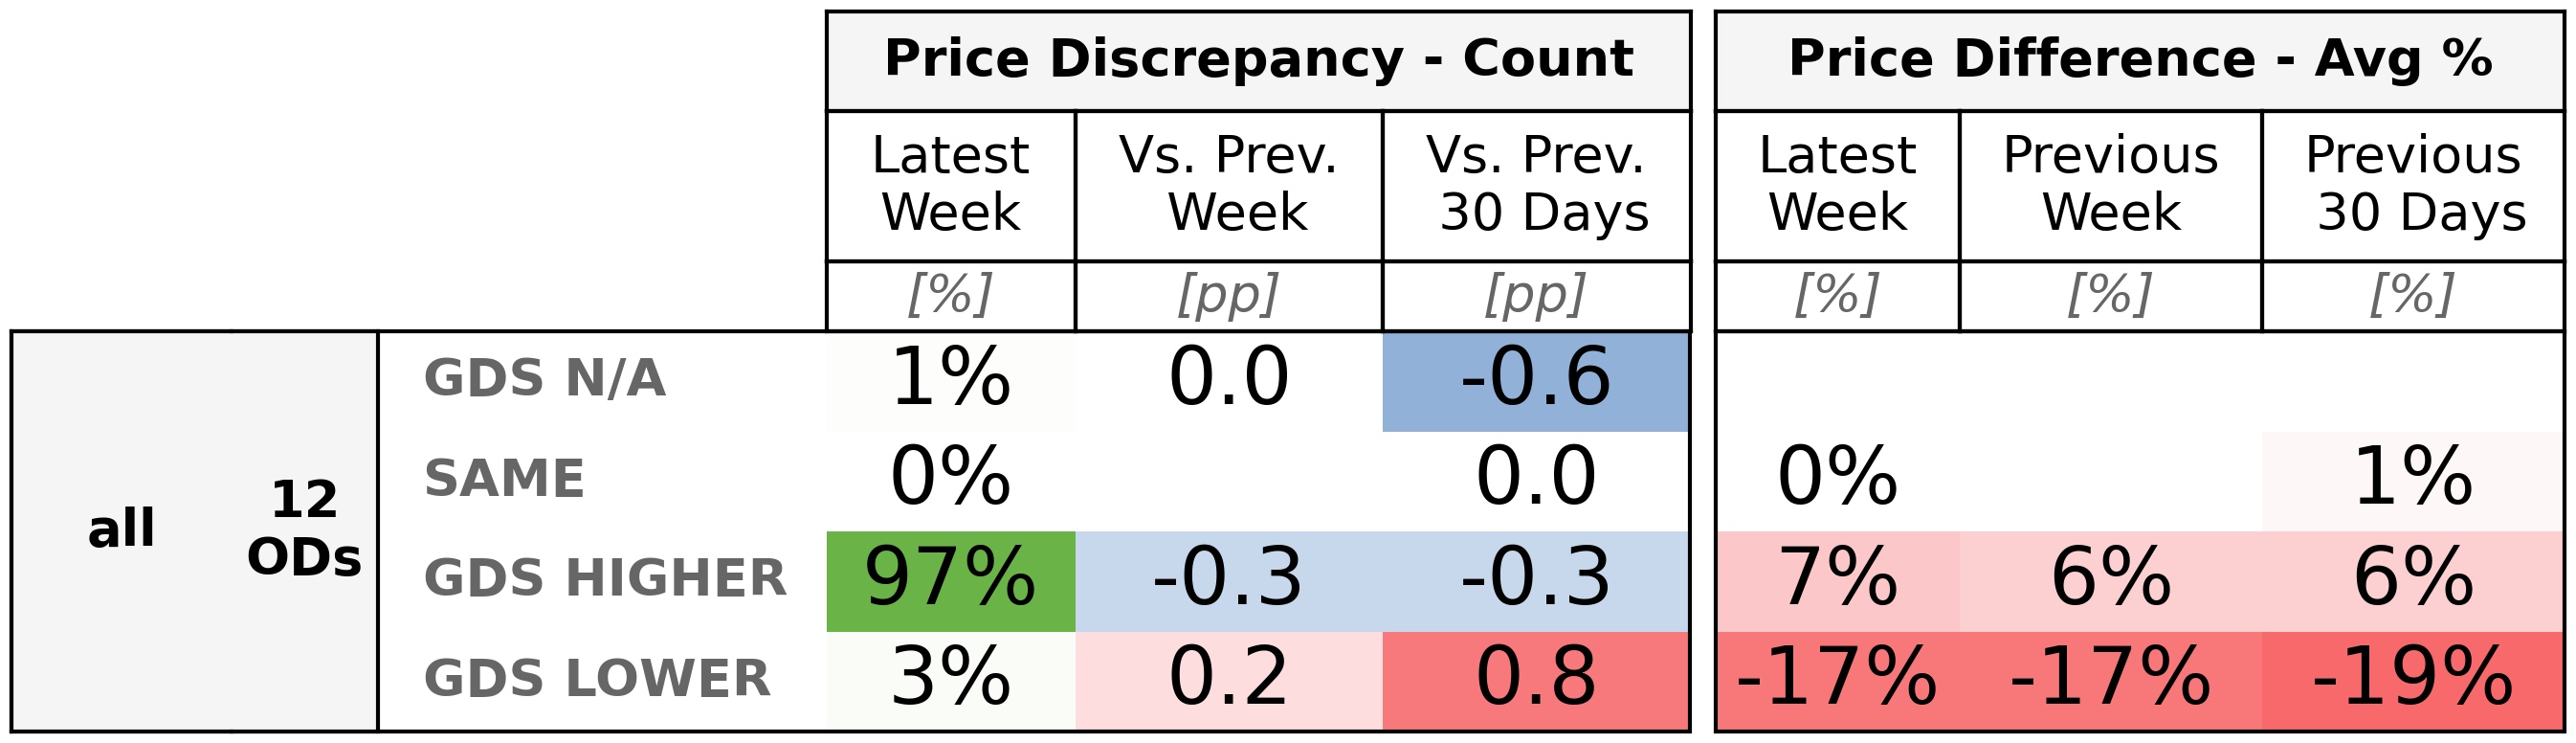 Price Discrepancy - Count Price Difference - Avg %
Latest Week Vs. Prev. Week Vs. Prev. 30 Days Latest Week Previous Week Previous 30 Days
[%] [pp] [pp] [%] [%] [%]
all 12 ODs
GDS N/A 1% 0.0 -0.6
SAME 0% 0.0 0% 1%
GDS HIGHER 97% -0.3 -0.3 7% 6% 6%
GDS LOWER 3% 0.2 0.8 -17% -17% -19%